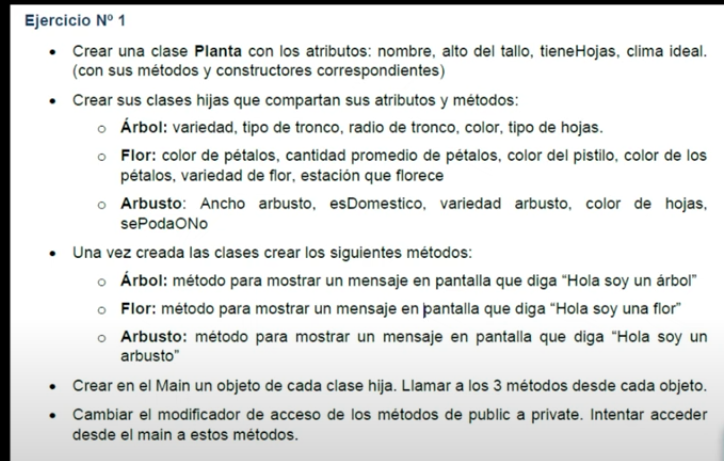 Ejercicio Nº 1
• Crear una clase Planta con los atributos: nombre, alto del tallo, tieneHojas, clima ideal.
(con sus métodos y constructores correspondientes)
• Crear sus clases hijas que compartan sus atributos y métodos:
○ Árbol: variedad, tipo de tronco, radio de tronco, color, tipo de hojas.
○ Flor: color de pétalos, cantidad promedio de pétalos, color del pistilo, color de los
pétalos, variedad de flor, estación que florece
○ Arbusto: Ancho arbusto, esDomestico, variedad arbusto, color de hojas,
sePodaONo
• Una vez creada las clases crear los siguientes métodos:
○ Árbol: método para mostrar un mensaje en pantalla que diga “Hola soy un árbol”
○ Flor: método para mostrar un mensaje en pantalla que diga “Hola soy una flor”
○ Arbusto: método para mostrar un mensaje en pantalla que diga “Hola soy un
arbusto”
• Crear en el Main un objeto de cada clase hija. Llamar a los 3 métodos desde cada objeto.
• Cambiar el modificador de acceso de los métodos de public a private. Intentar acceder
desde el main a estos métodos.